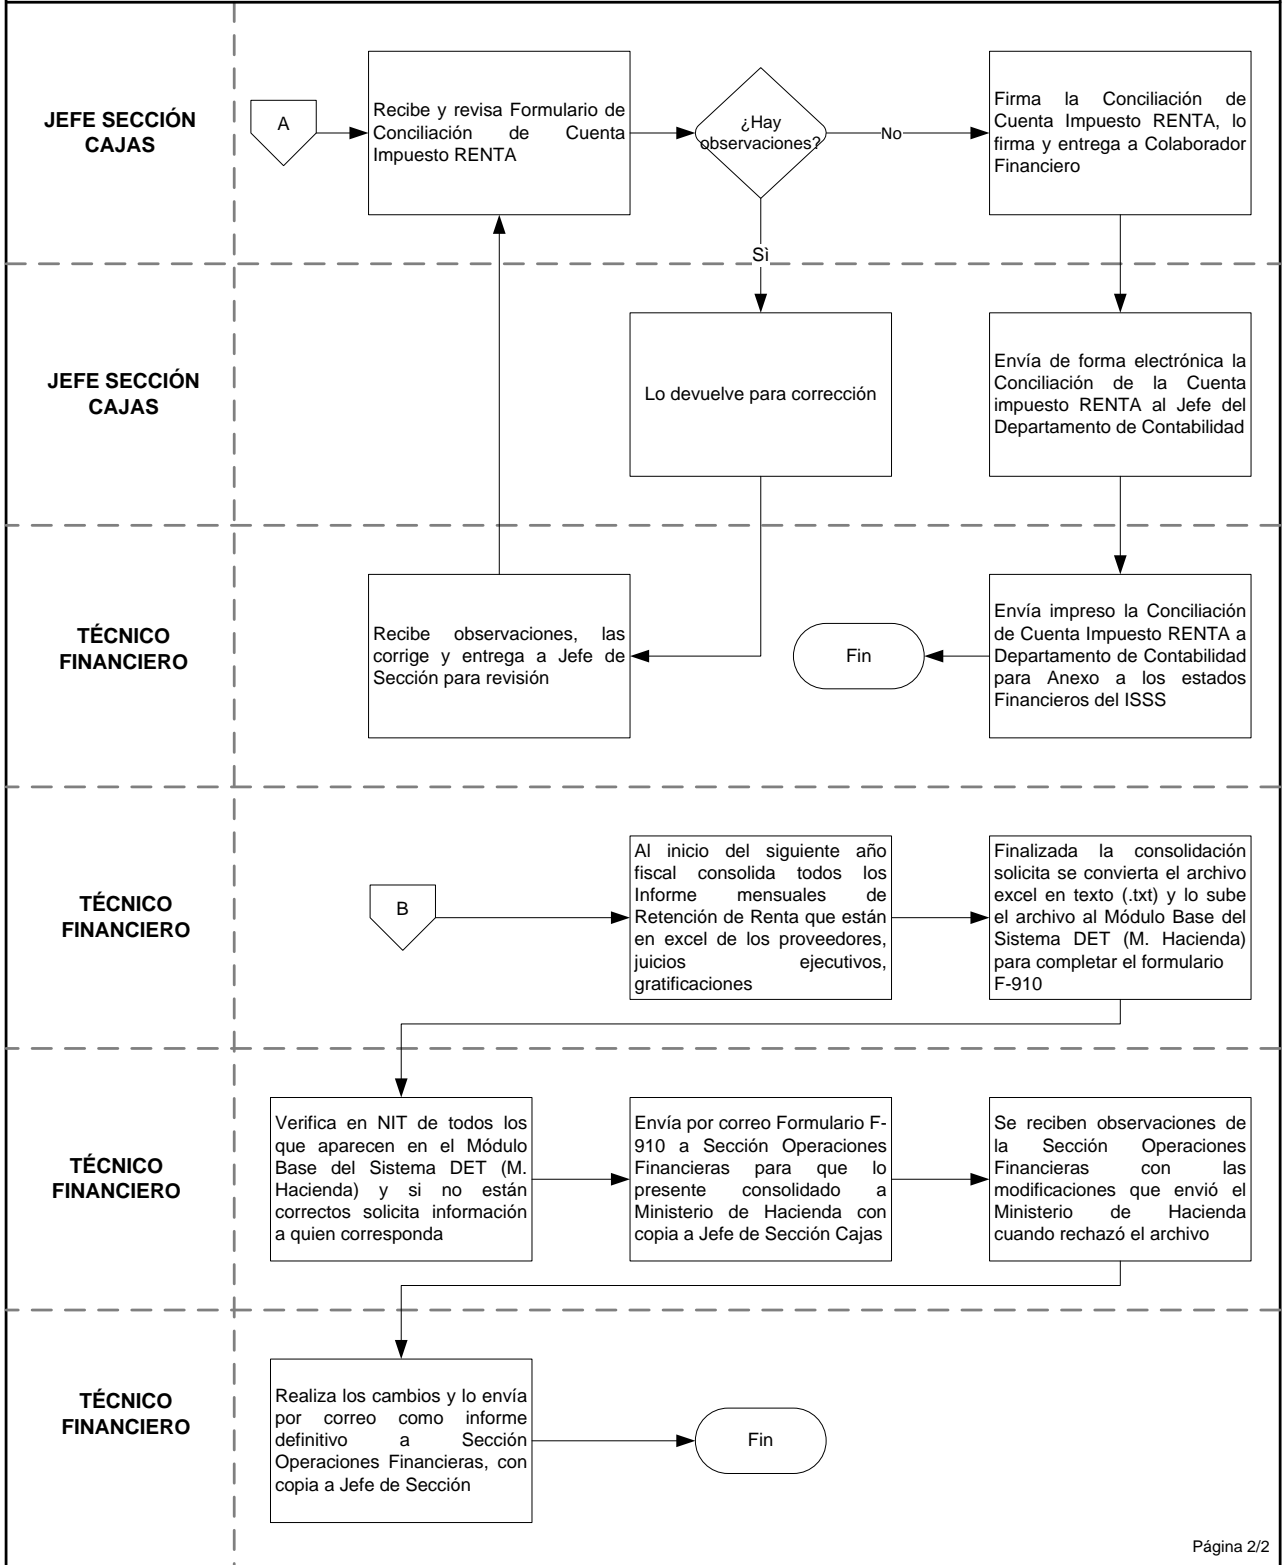 JEFE SECCIÓN
CAJAS
A
Recibe y revisa Formulario de
Conciliación de Cuenta
Impuesto RENTA
¿Hay
observaciones?
No
Firma la Conciliación de
Cuenta Impuesto RENTA, lo
firma y entrega a Colaborador
Financiero
Sì
JEFE SECCIÓN
CAJAS
Lo devuelve para corrección
Envía de forma electrónica la
Conciliación de la Cuenta
impuesto RENTA al Jefe del
Departamento de Contabilidad
TÉCNICO
FINANCIERO
Recibe observaciones, las
corrige y entrega a Jefe de
Sección para revisión
Fin
Envía impreso la Conciliación
de Cuenta Impuesto RENTA a
Departamento de Contabilidad
para Anexo a los estados
Financieros del ISSS
TÉCNICO
FINANCIERO
B
Al inicio del siguiente año
fiscal consolida todos los
Informe mensuales de
Retención de Renta que están
en excel de los proveedores,
juicios ejecutivos,
gratificaciones
Finalizada la consolidación
solicita se convierta el archivo
excel en texto (.txt) y lo sube
el archivo al Módulo Base del
Sistema DET (M. Hacienda)
para completar el formulario
F-910
TÉCNICO
FINANCIERO
Verifica en NIT de todos los
que aparecen en el Módulo
Base del Sistema DET (M.
Hacienda) y si no están
correctos solicita información
a quien corresponda
Envía por correo Formulario F-
910 a Sección Operaciones
Financieras para que lo
presente consolidado a
Ministerio de Hacienda con
copia a Jefe de Sección Cajas
Se reciben observaciones de
la Sección Operaciones
Financieras con las
modificaciones que envió el
Ministerio de Hacienda
cuando rechazó el archivo
TÉCNICO
FINANCIERO
Realiza los cambios y lo envía
por correo como informe
definitivo a Sección
Operaciones Financieras, con
copia a Jefe de Sección
Fin
Página 2/2